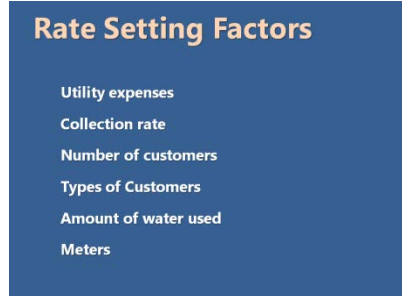 Rate Setting Factors
Utility expenses
Collection rate
Number of customers
Types of Customers
Amount of water used
Meters